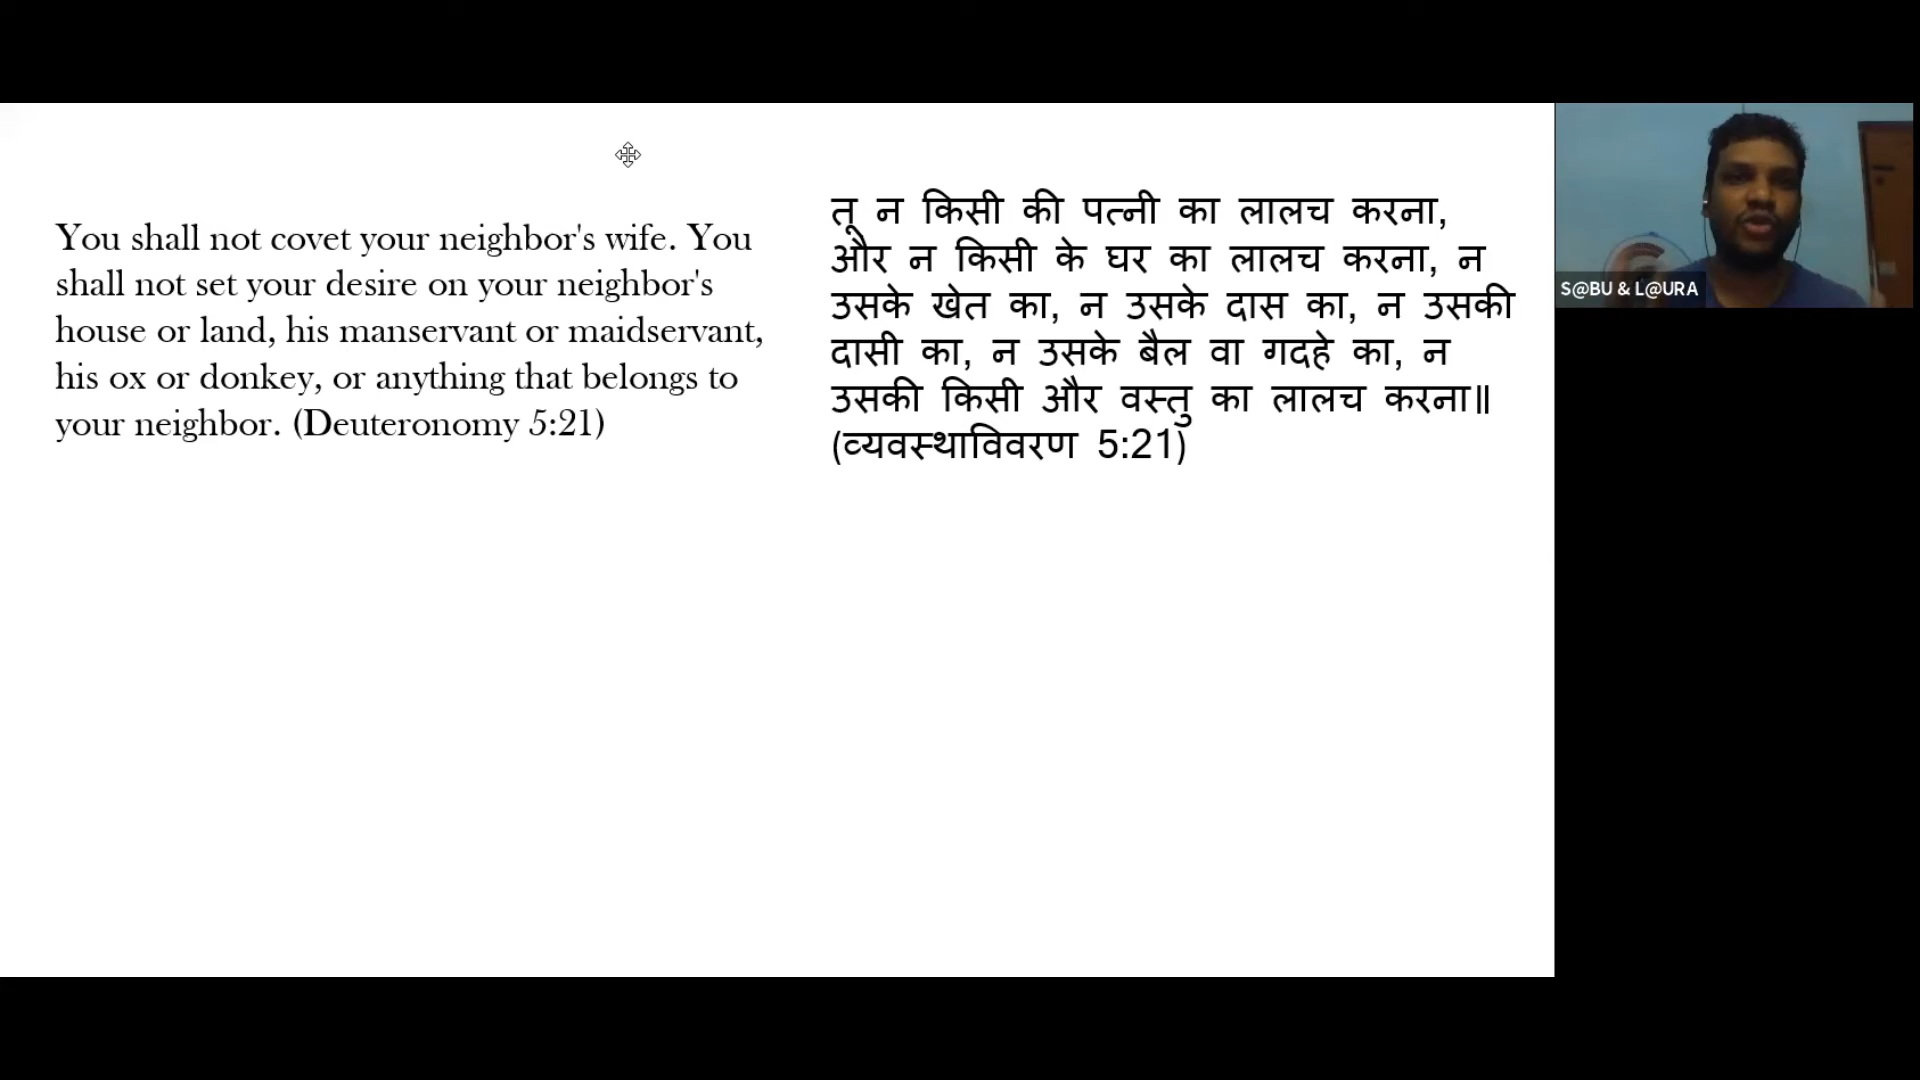 You shall not covet your neighbor's wife. You
shall not set your desire on your neighbor's
house or land, his manservant or maidservant,
his ox or donkey, or anything that belongs to
your neighbor. (Deuteronomy 5:21)
तू न किसी की पत्नी का लालच करना,
और न किसी के घर का लालच करना, न
उसके खेत का, न उसके दास का, न उसकी
दासी का, न उसके बैल वा गदहे का, न
उसकी किसी और वस्तु का लालच करना॥
(व्यवस्थाविवरण 5:21)
S@BU & L@URA